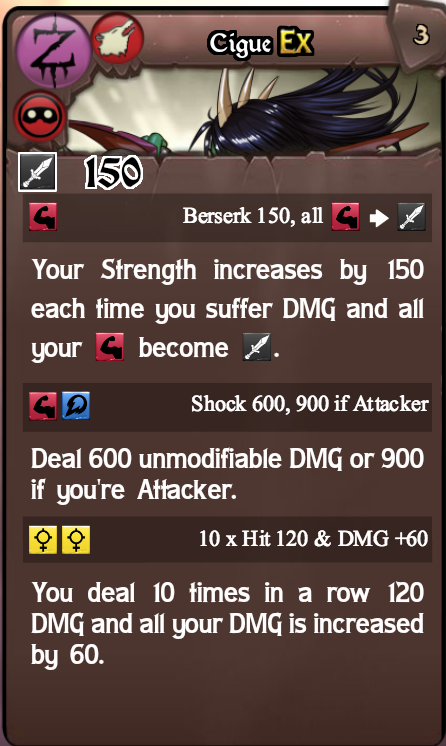 Z
Cigue Ex
3
150
Berserk 150, all
Your Strength increases by 150
each time you suffer DMG and all
your become .
Shock 600, 900 if Attacker
Deal 600 unmodifiable DMG or 900
if you're Attacker.
10 x Hit 120 & DMG +60
You deal 10 times in a row 120
DMG and all your DMG is increased
by 60.